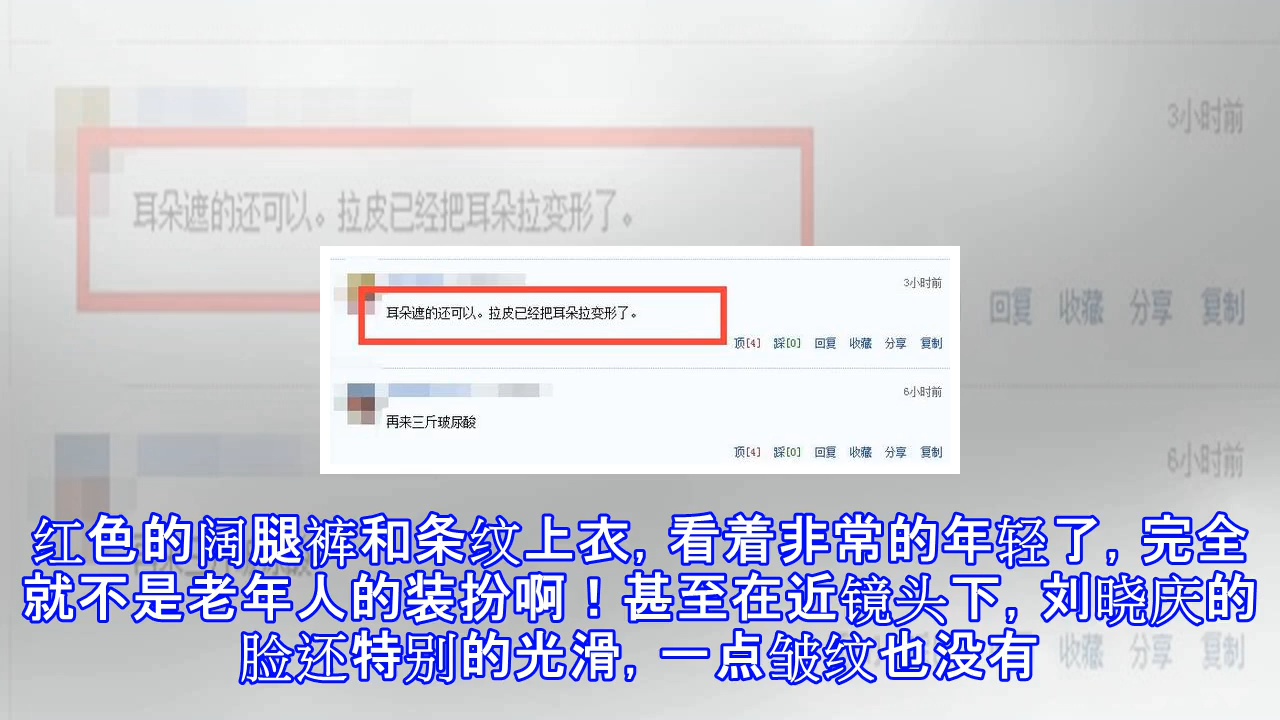 3小时前
耳朵遮的还可以。拉皮已经把耳朵拉变形了。
回复 收藏 分享 复制
3小时前
耳朵遮的还可以。拉皮已经把耳朵拉变形了。
顶[4] 踩[0] 回复 收藏 分享 复制
6小时前
再来三斤玻尿酸
顶[4] 踩[0] 回复 收藏 分享 复制
6小时前
红色的阔腿裤和条纹上衣,看着非常的年轻了,完全
就不是老年人的装扮啊!甚至在近镜头下,刘晓庆的
脸还特别的光滑,一点皱纹也没有
收藏 分享 复制